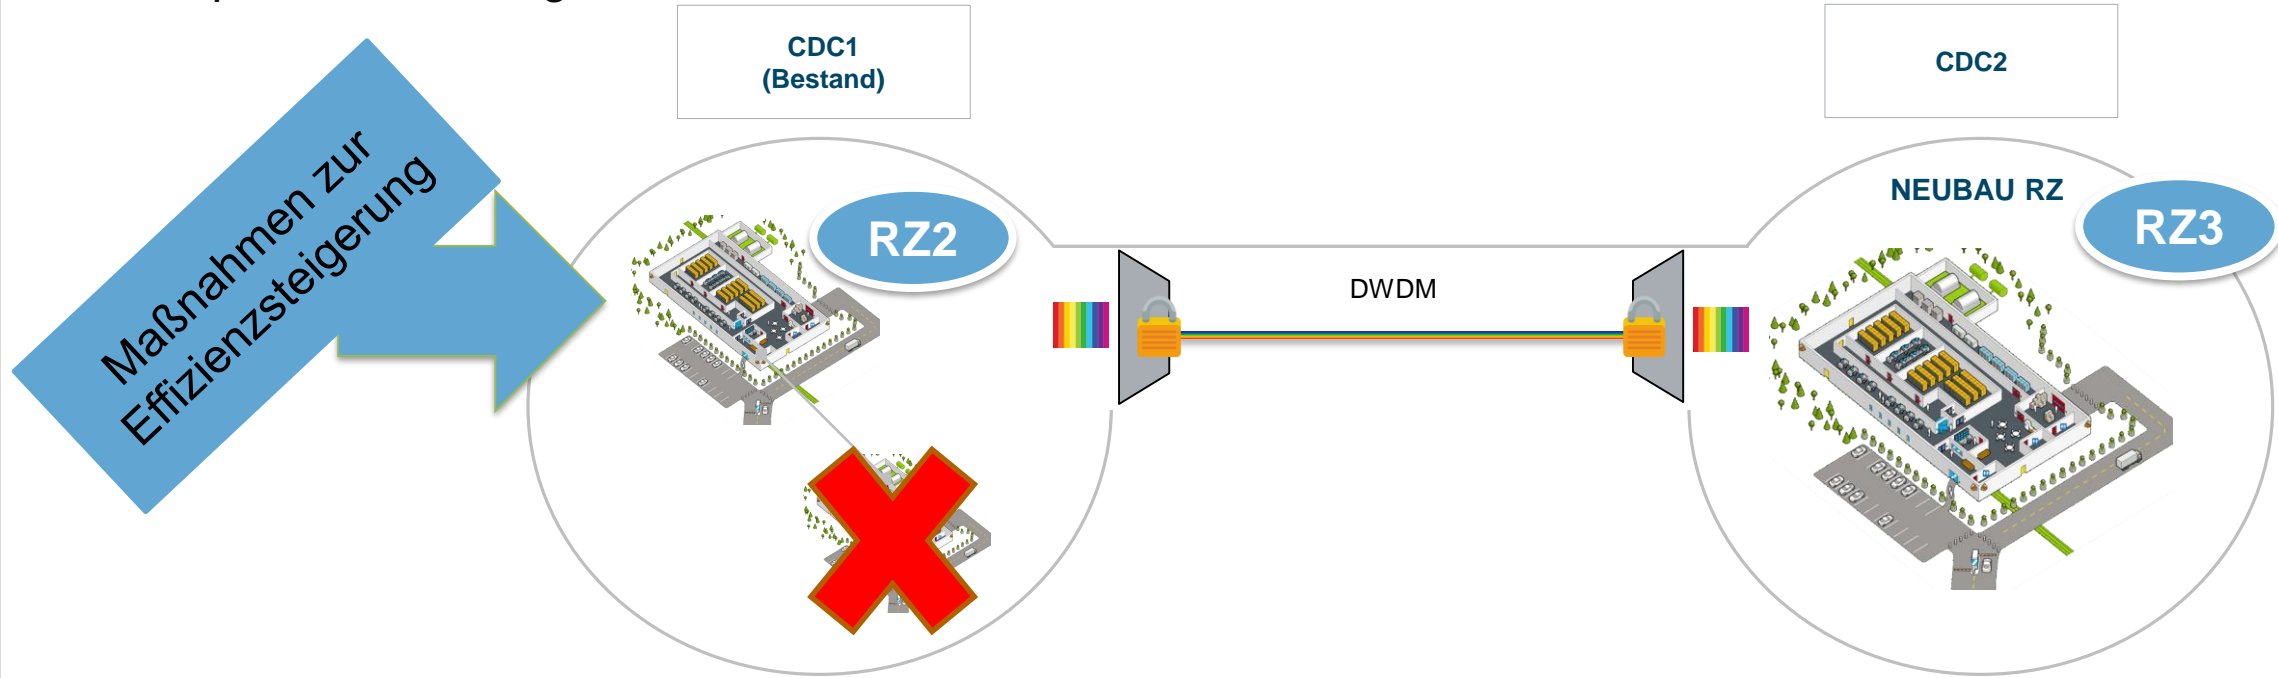 CDC1
(Bestand)
CDC2
Maßnahmen zur
Effizienzsteigerung
RZ2
NEUBAU RZ
RZ3
DWDM